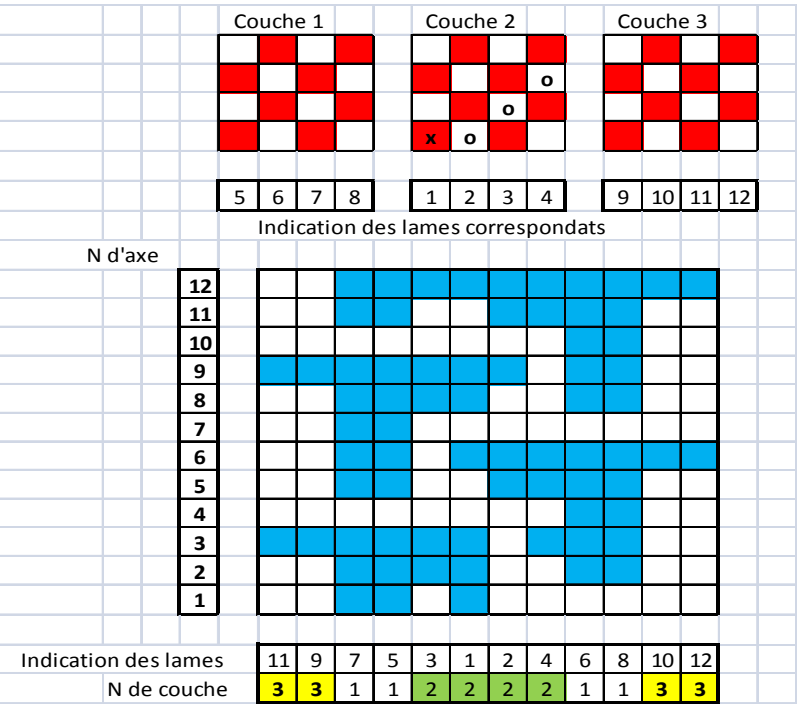 Couche 1 Couche 2 Couche 3
o
o
x o
5 6 7 8 1 2 3 4 9 10 11 12
Indication des lames correspondats
N d'axe
12
11
10
9
8
7
6
5
4
3
2
1
Indication des lames 11 9 7 5 3 1 2 4 6 8 10 12
N de couche 3 3 1 1 2 2 2 2 1 1 3 3